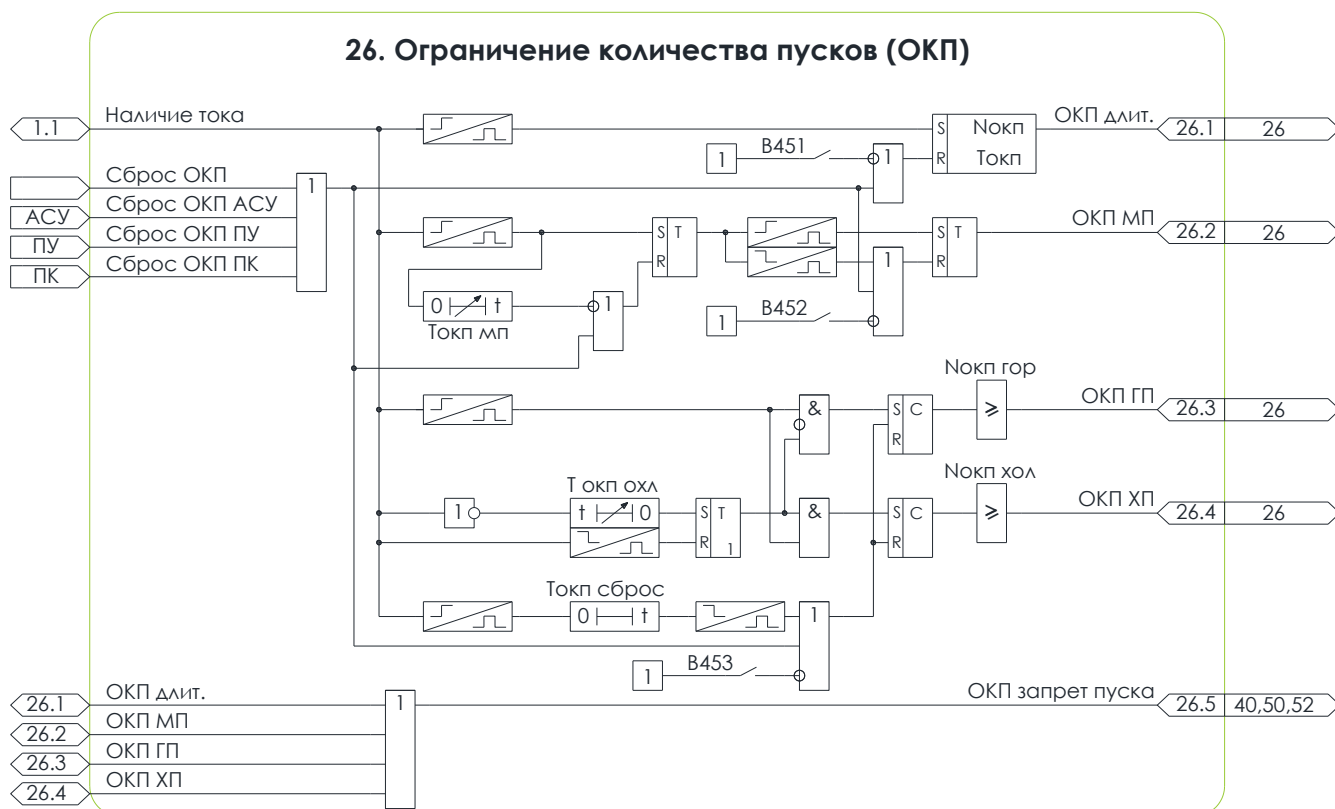 26. Ограничение количества пусков (ОКП)
1.1 Наличие тока
ОКП длит. 26.1 26
S Nокп
R Токп
1 В451
1
Сброс ОКП
АСУ Сброс ОКП АСУ
ПУ Сброс ОКП ПУ
ПК Сброс ОКП ПК
1
S T
R
S T
R
ОКП МП 26.2 26
1
0 t
Токп мп
1
1 В452
Nокп гор
&
S C
R
≥
ОКП ГП 26.3 26
Т окп охл
Nокп хол
1
t 0
S T
R 1
&
S C
R
≥
ОКП ХП 26.4 26
Токп сброс
0 t
1
1 В453
26.1 ОКП длит.
26.2 ОКП МП
26.3 ОКП ГП
26.4 ОКП ХП
1
ОКП запрет пуска 26.5 40,50,52